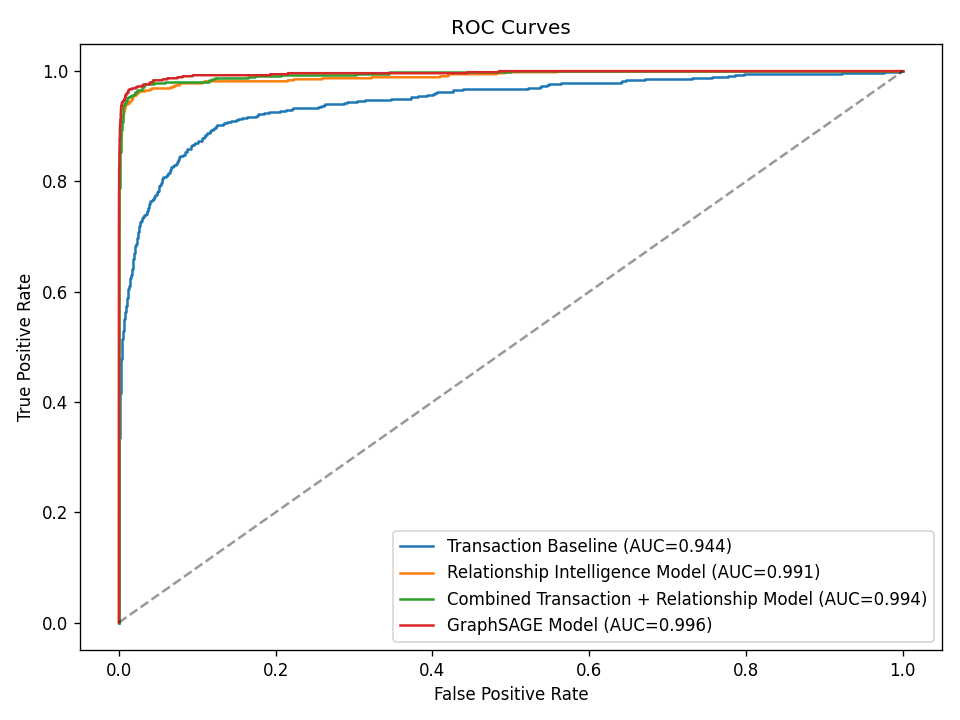 ROC Curves
1.0
0.8
0.6
0.4
0.2
0.0
True Positive Rate
0.0 0.2 0.4 0.6 0.8 1.0
False Positive Rate
Transaction Baseline (AUC=0.944)
Relationship Intelligence Model (AUC=0.991)
Combined Transaction + Relationship Model (AUC=0.994)
GraphSAGE Model (AUC=0.996)